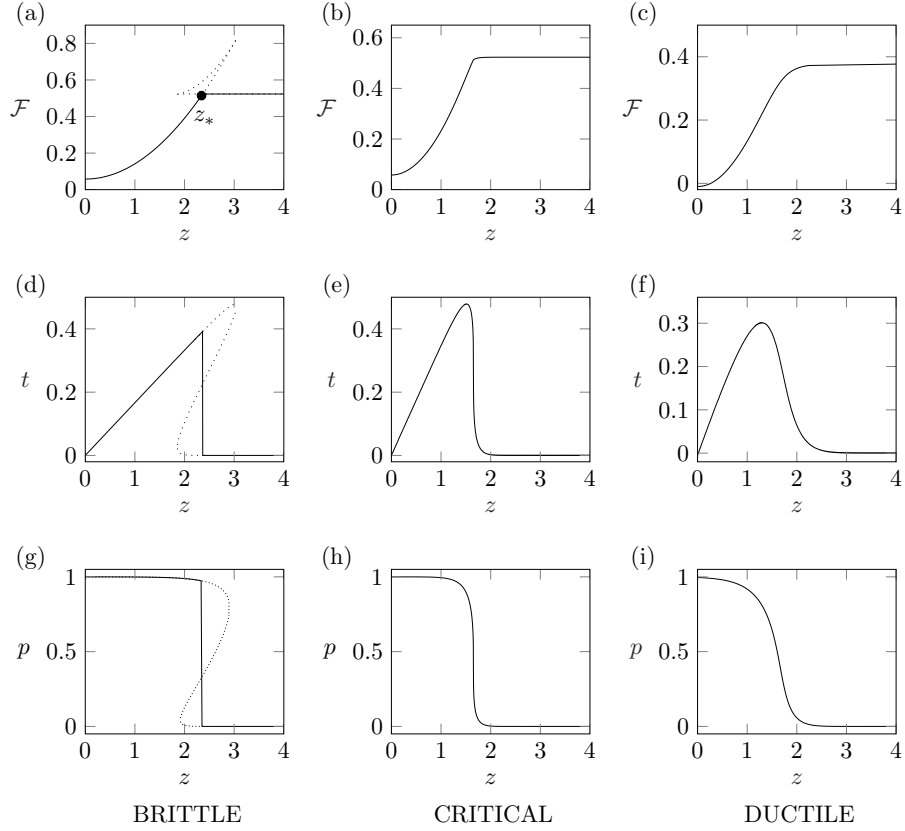 (a) (b) (c)
0.8 0.6 0.4
0.6 0.4
ℱ 0.4 ℱ ℱ 0.2
z* 0.2
0.2
0 0 0
0 1 2 3 4 0 1 2 3 4 0 1 2 3 4
z z z
(d) (e) (f)
0.4 0.4 0.3
t 0.2 t 0.2 t 0.2
0.1
0 0 0
0 1 2 3 4 0 1 2 3 4 0 1 2 3 4
z z z
(g) (h) (i)
1 1 1
p 0.5 p 0.5 p 0.5
0 0 0
0 1 2 3 4 0 1 2 3 4 0 1 2 3 4
z z z
BRITTLE CRITICAL DUCTILE